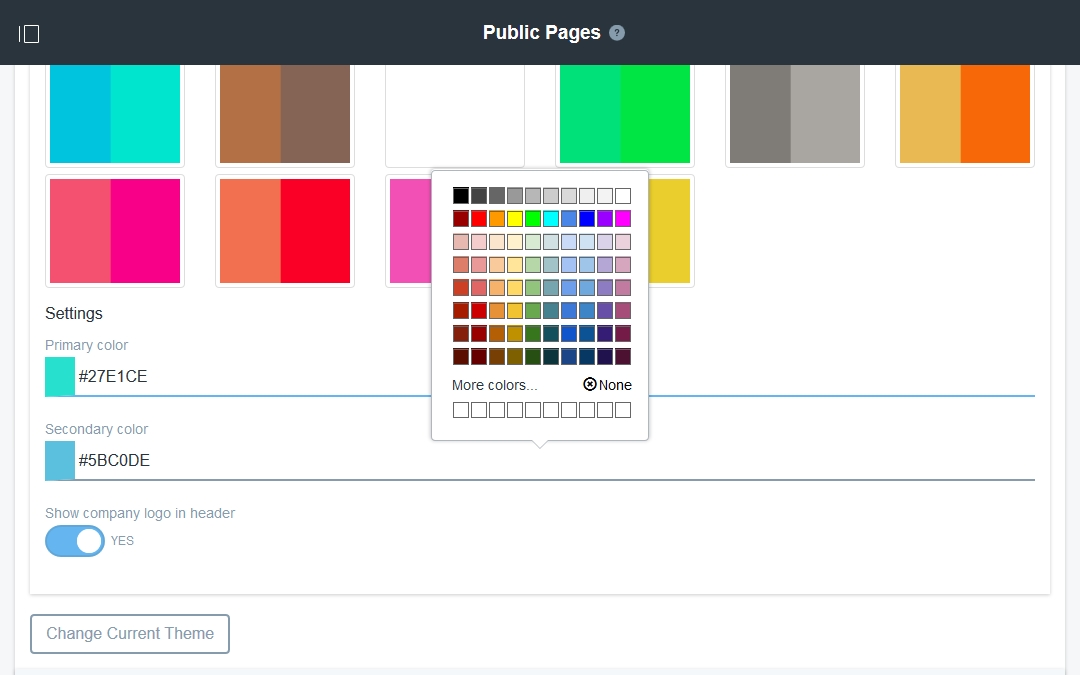 Public Pages ?
More colors...
None
Settings
Primary color
#27E1CE
Secondary color
#5BC0DE
Show company logo in header
YES
Change Current Theme